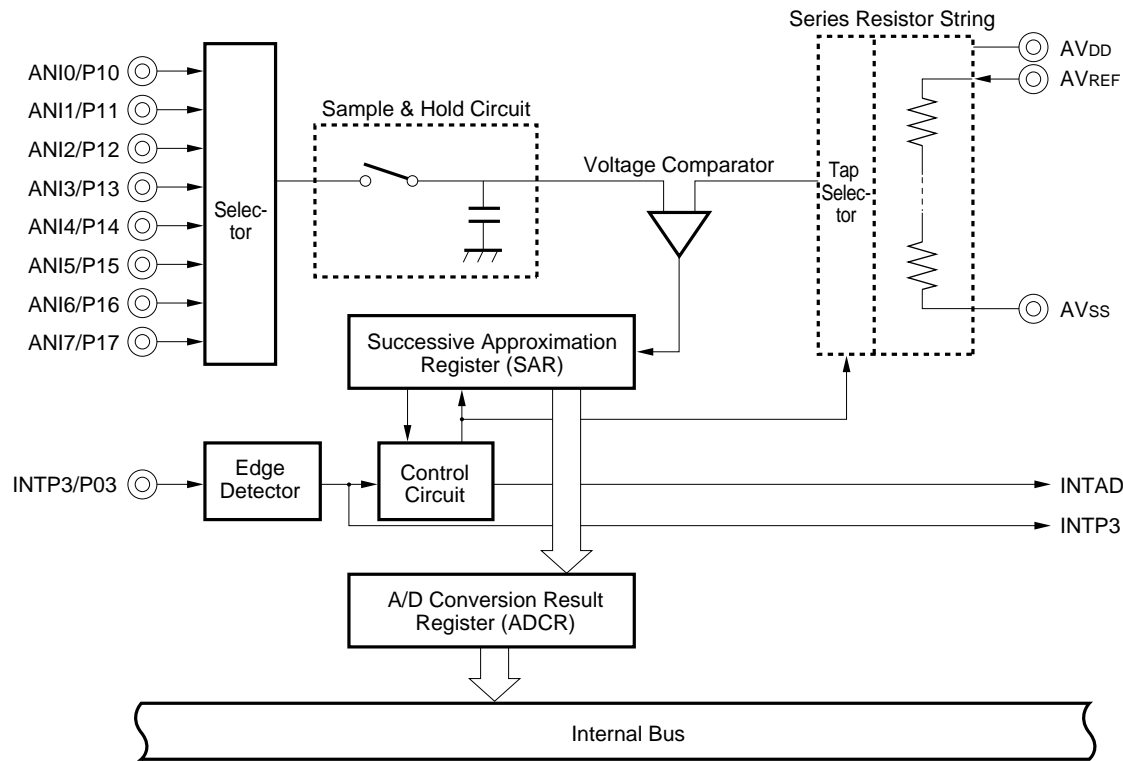 Series Resistor String
ANI0/P10
ANI1/P11
ANI2/P12
ANI3/P13
ANI4/P14
ANI5/P15
ANI6/P16
ANI7/P17
Selec-
tor
Sample & Hold Circuit
Voltage Comparator
Tap
Selec-
tor
AVDD
AVREF
AVSS
Successive Approximation
Register (SAR)
INTP3/P03
Edge
Detector
Control
Circuit
INTAD
INTP3
A/D Conversion Result
Register (ADCR)
Internal Bus